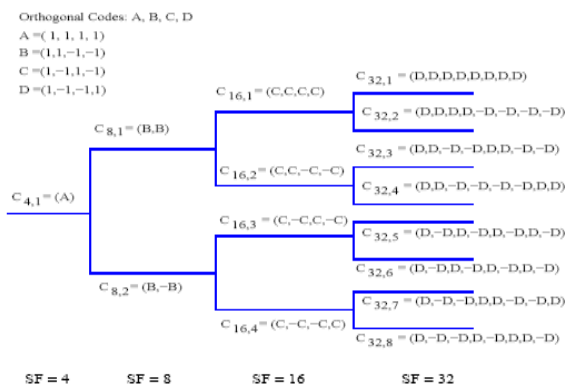 Orthogonal Codes: A, B, C, D
A =( 1, 1, 1, 1)
B =(1,1,−1,−1)
C =(1,−1,1,−1)
D =(1,−1,−1,1)
C 4,1 = (A)
C 8,1 = (B,B)
C 8,2 = (B,−B)
C 16,1 = (C,C,C,C)
C 16,2 = (C,C,−C,−C)
C 16,3 = (C,−C,C,−C)
C 16,4 = (C,−C,−C,C)
C 32,1 = (D,D,D,D,D,D,D,D)
C 32,2 = (D,D,D,D,−D,−D,−D,−D)
C 32,3 = (D,D,−D,−D,D,D,−D,−D)
C 32,4 = (D,D,−D,−D,−D,−D,D,D)
C 32,5 = (D,−D,D,−D,D,−D,D,−D)
C 32,6 = (D,−D,D,−D,−D,D,−D)
C 32,7 = (D,−D,−D,D,D,−D,−D,D)
C 32,8 = (D,−D,−D,D,−D,D,D,−D)
SF = 4 SF = 8 SF = 16 SF = 32